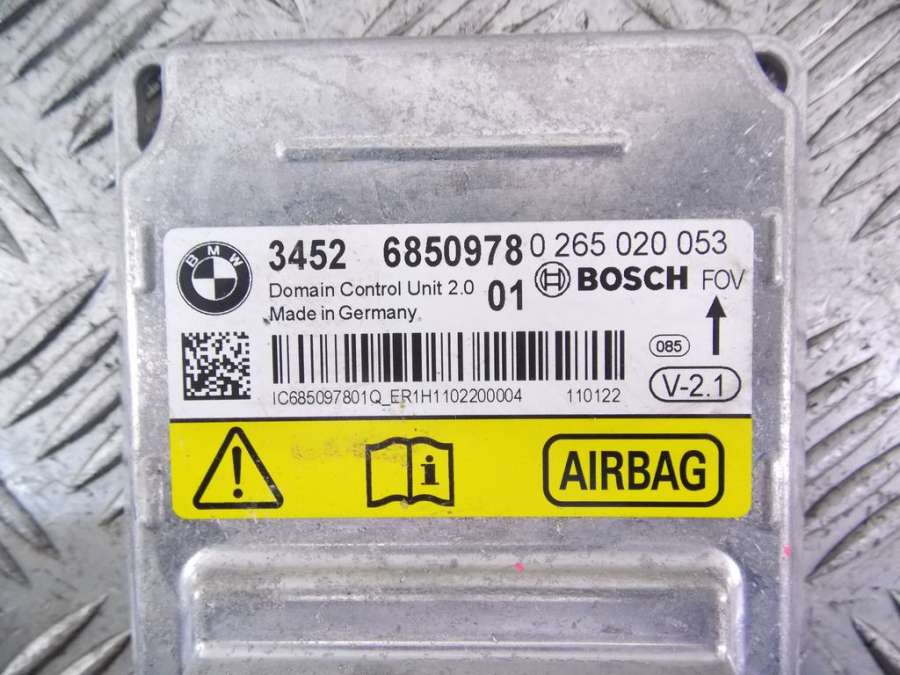 BMW
3452 6850978 0 265 020 053
Domain Control Unit 2.0 01 BOSCH FOV
Made in Germany
085
IC685097801Q_ER1H1102200004 110122
V-2.1
AIRBAG